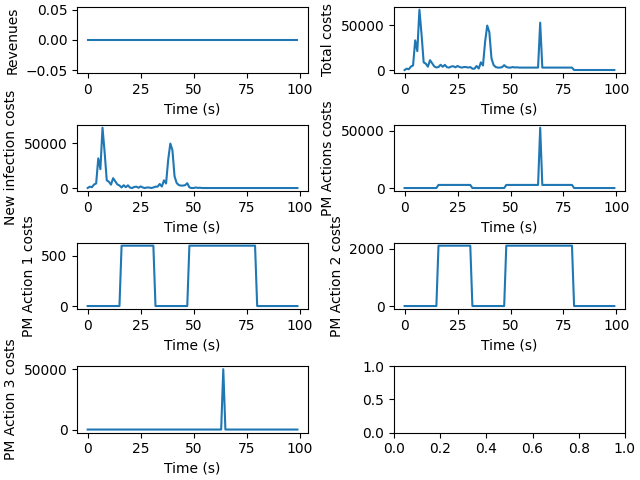 Revenues
0.05
0.00
−0.05
0 25 50 75 100
Time (s)
Total costs
50000
0
0 25 50 75 100
Time (s)
New infection costs
50000
0
0 25 50 75 100
Time (s)
PM Actions costs
50000
0
0 25 50 75 100
Time (s)
PM Action 1 costs
500
0
0 25 50 75 100
Time (s)
PM Action 2 costs
2000
0
0 25 50 75 100
Time (s)
PM Action 3 costs
50000
0
0 25 50 75 100
Time (s)
1.0
0.5
0.0
0.0 0.2 0.4 0.6 0.8 1.0